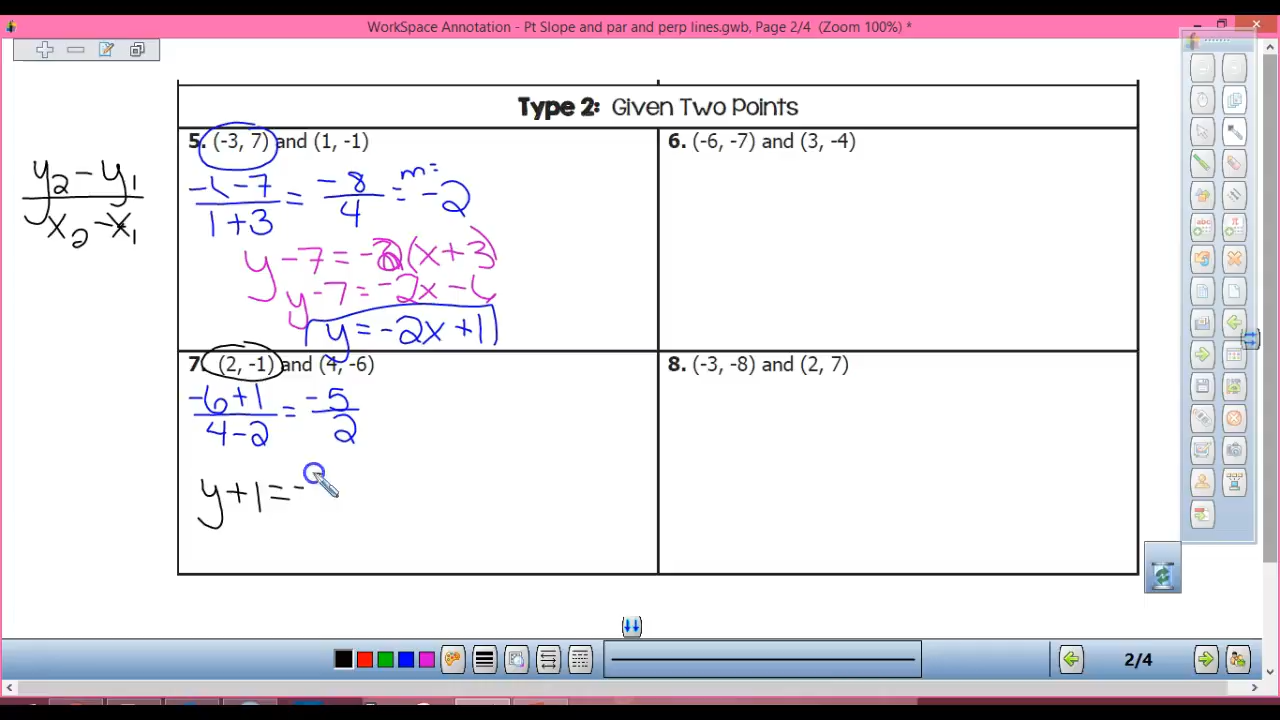 WorkSpace Annotation - Pt Slope and par and perp lines.gwb, Page 2/4 (Zoom 100%) *
Type 2: Given Two Points
y2 - y1
x2 - x1
5. (-3, 7) and (1, -1)
-1-7
1+3
= -8
4
= m= -2
y-7 = -2(x+3)
y-7 = -2x-6
y = -2x+1
6. (-6, -7) and (3, -4)
7. (2, -1) and (4, -6)
-6+1
4-2
= -5
2
y+1=-
8. (-3, -8) and (2, 7)
abc
π
2/4